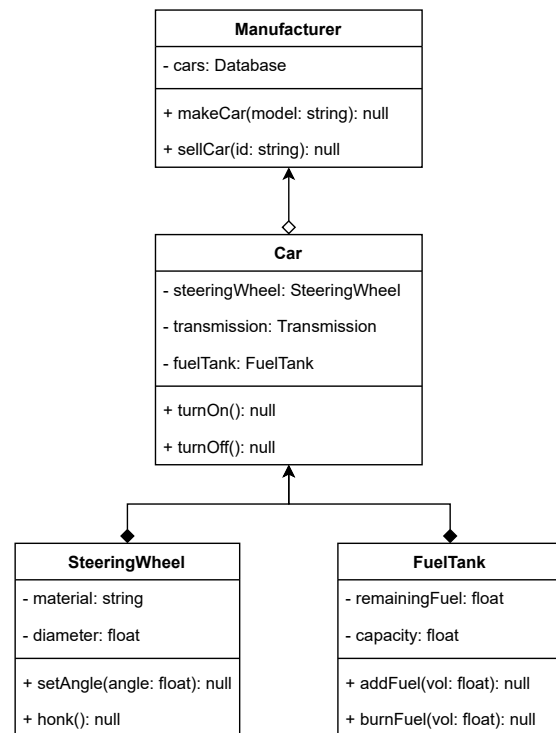 Manufacturer
- cars: Database
+ makeCar(model: string): null
+ sellCar(id: string): null
Car
- steeringWheel: SteeringWheel
- transmission: Transmission
- fuelTank: FuelTank
+ turnOn(): null
+ turnOff(): null
SteeringWheel
- material: string
- diameter: float
+ setAngle(angle: float): null
+ honk(): null
FuelTank
- remainingFuel: float
- capacity: float
+ addFuel(vol: float): null
+ burnFuel(vol: float): null